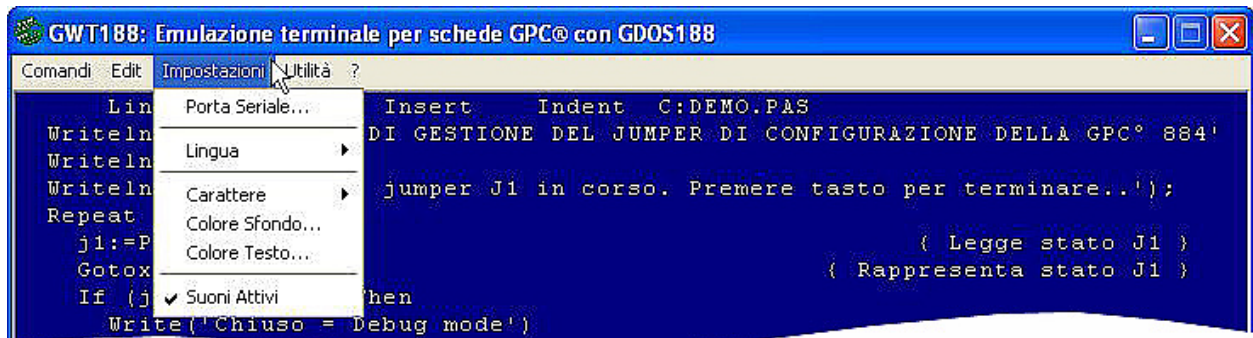 GWT188: Emulazione terminale per schede GPC® con GDOS188
Comandi Edit Impostazioni Utilità ?
Lin Insert Indent C:DEMO.PAS
Writeln DI GESTIONE DEL JUMPER DI CONFIGURAZIONE DELLA GPC° 884'
Writeln
Writeln jumper J1 in corso. Premere tasto per terminare..');
Repeat
j1:=P { Legge stato J1 }
Gotox { Rappresenta stato J1 }
If (j hen
Write('Chiuso = Debug mode')
Porta Seriale...
Lingua
Carattere
Colore Sfondo...
Colore Testo...
Suoni Attivi